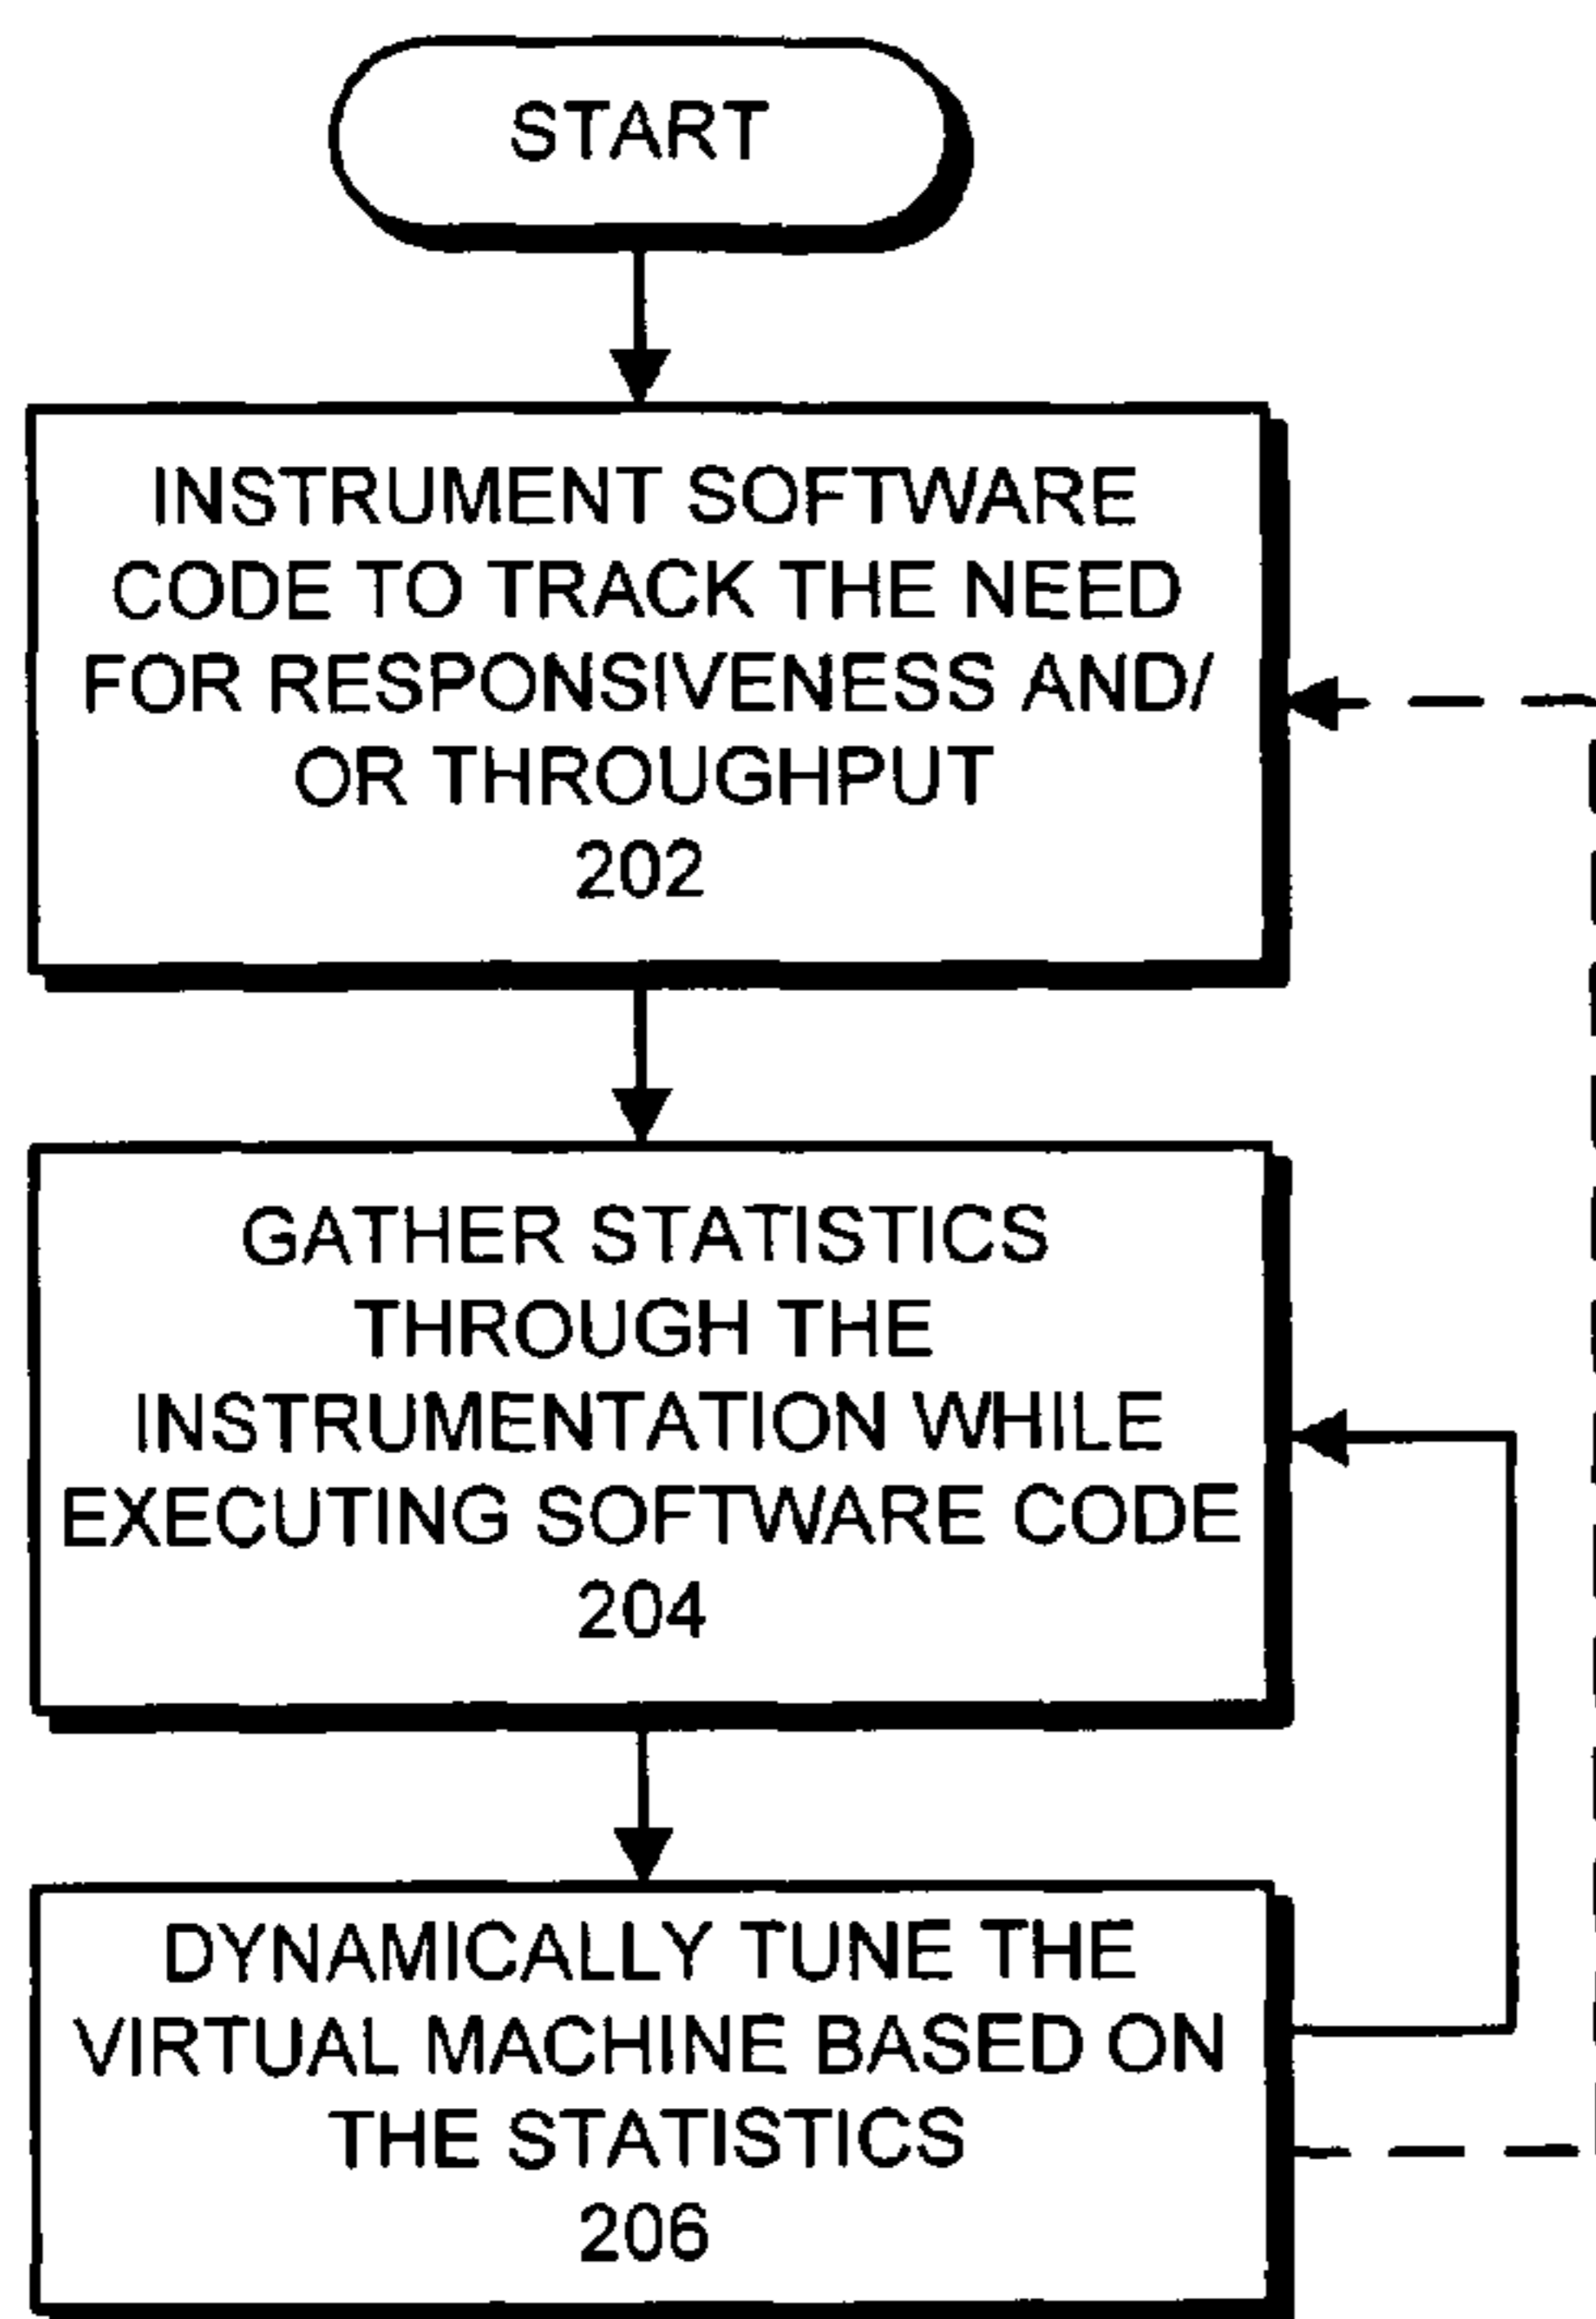 START
INSTRUMENT SOFTWARE
CODE TO TRACK THE NEED
FOR RESPONSIVENESS AND/
OR THROUGHPUT
202
GATHER STATISTICS
THROUGH THE
INSTRUMENTATION WHILE
EXECUTING SOFTWARE CODE
204
DYNAMICALLY TUNE THE
VIRTUAL MACHINE BASED ON
THE STATISTICS
206